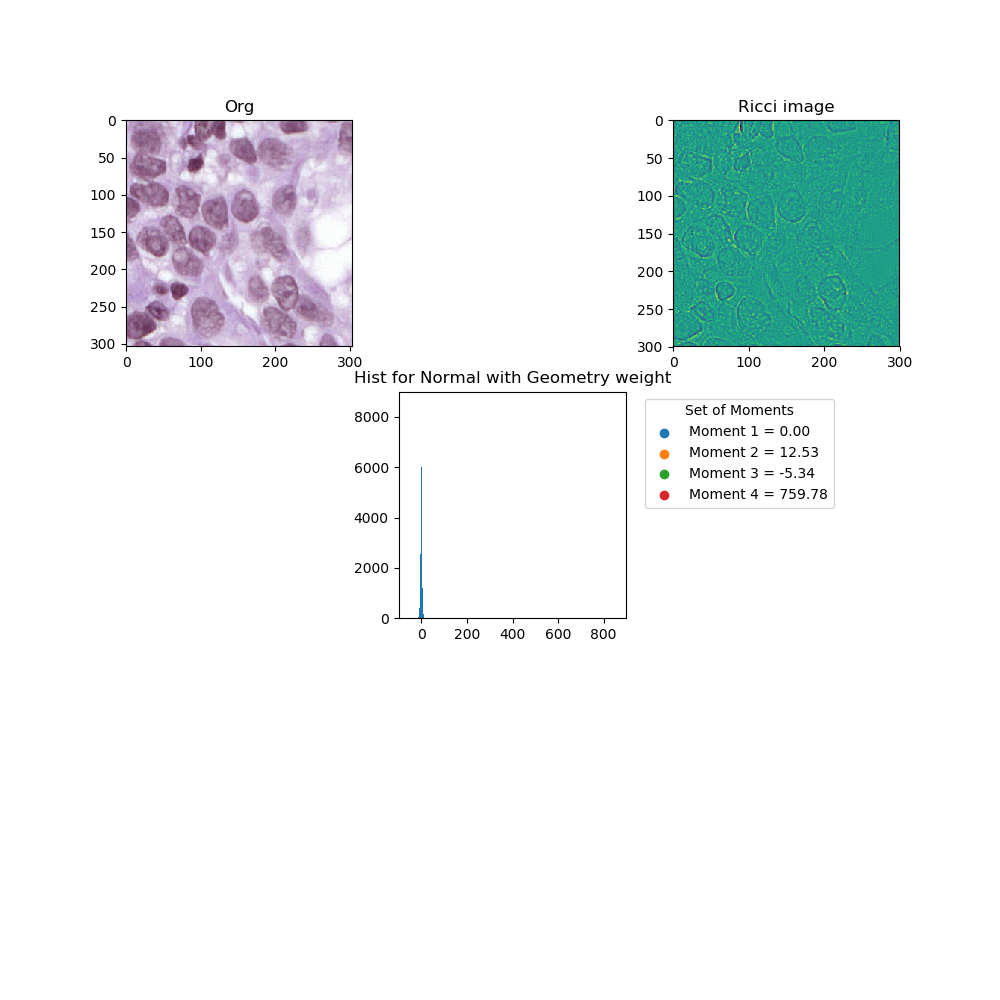 Org
0
50
100
150
200
250
300
0 100 200 300
Ricci image
0
50
100
150
200
250
300
0 100 200 300
Hist for Normal with Geometry weight
8000
6000
4000
2000
0
0 200 400 600 800
Set of Moments
Moment 1 = 0.00
Moment 2 = 12.53
Moment 3 = -5.34
Moment 4 = 759.78